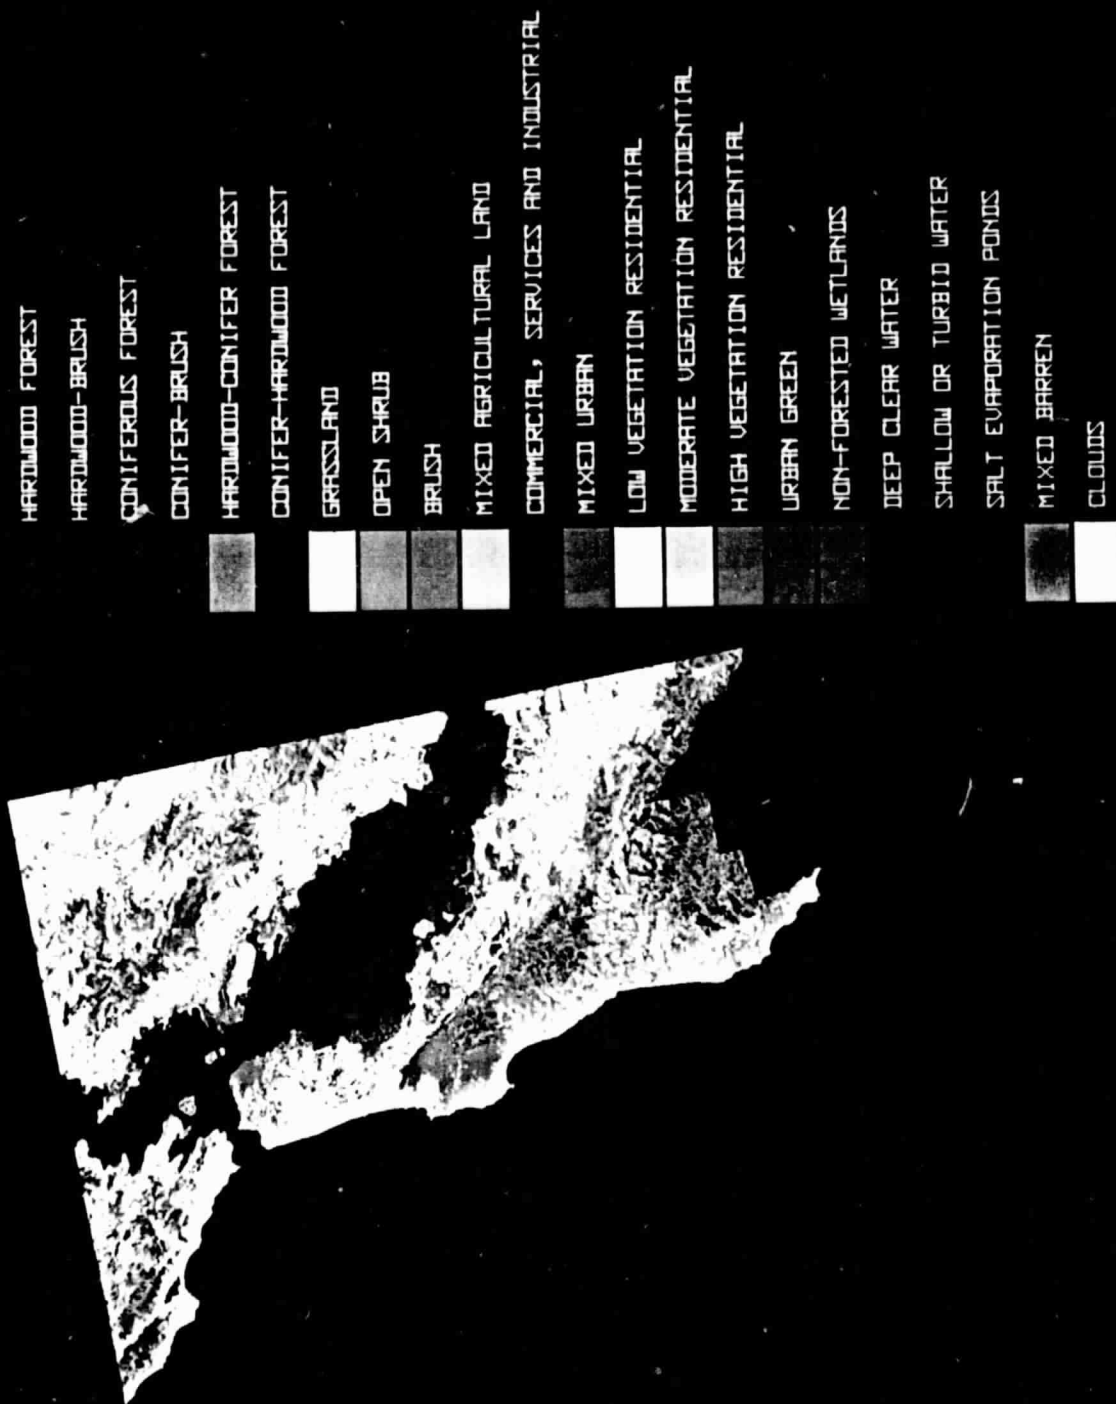 HARDWOOD FOREST
HARDWOOD-BRUSH
CONIFEROUS FOREST
CONIFER-BRUSH
HARDWOOD-CONIFER FOREST
CONIFER-HARDWOOD FOREST
GRASSLAND
OPEN SHRUB
BRUSH
MIXED AGRICULTURAL LAND
COMMERCIAL, SERVICES AND INDUSTRIAL
MIXED URBAN
LOW VEGETATION RESIDENTIAL
MODERATE VEGETATION RESIDENTIAL
HIGH VEGETATION RESIDENTIAL
URBAN GREEN
NON-FORESTED WETLANDS
DEEP CLEAR WATER
SHALLOW OR TURBID WATER
SALT EVAPORATION PONDS
MIXED BARREN
CLOUDS